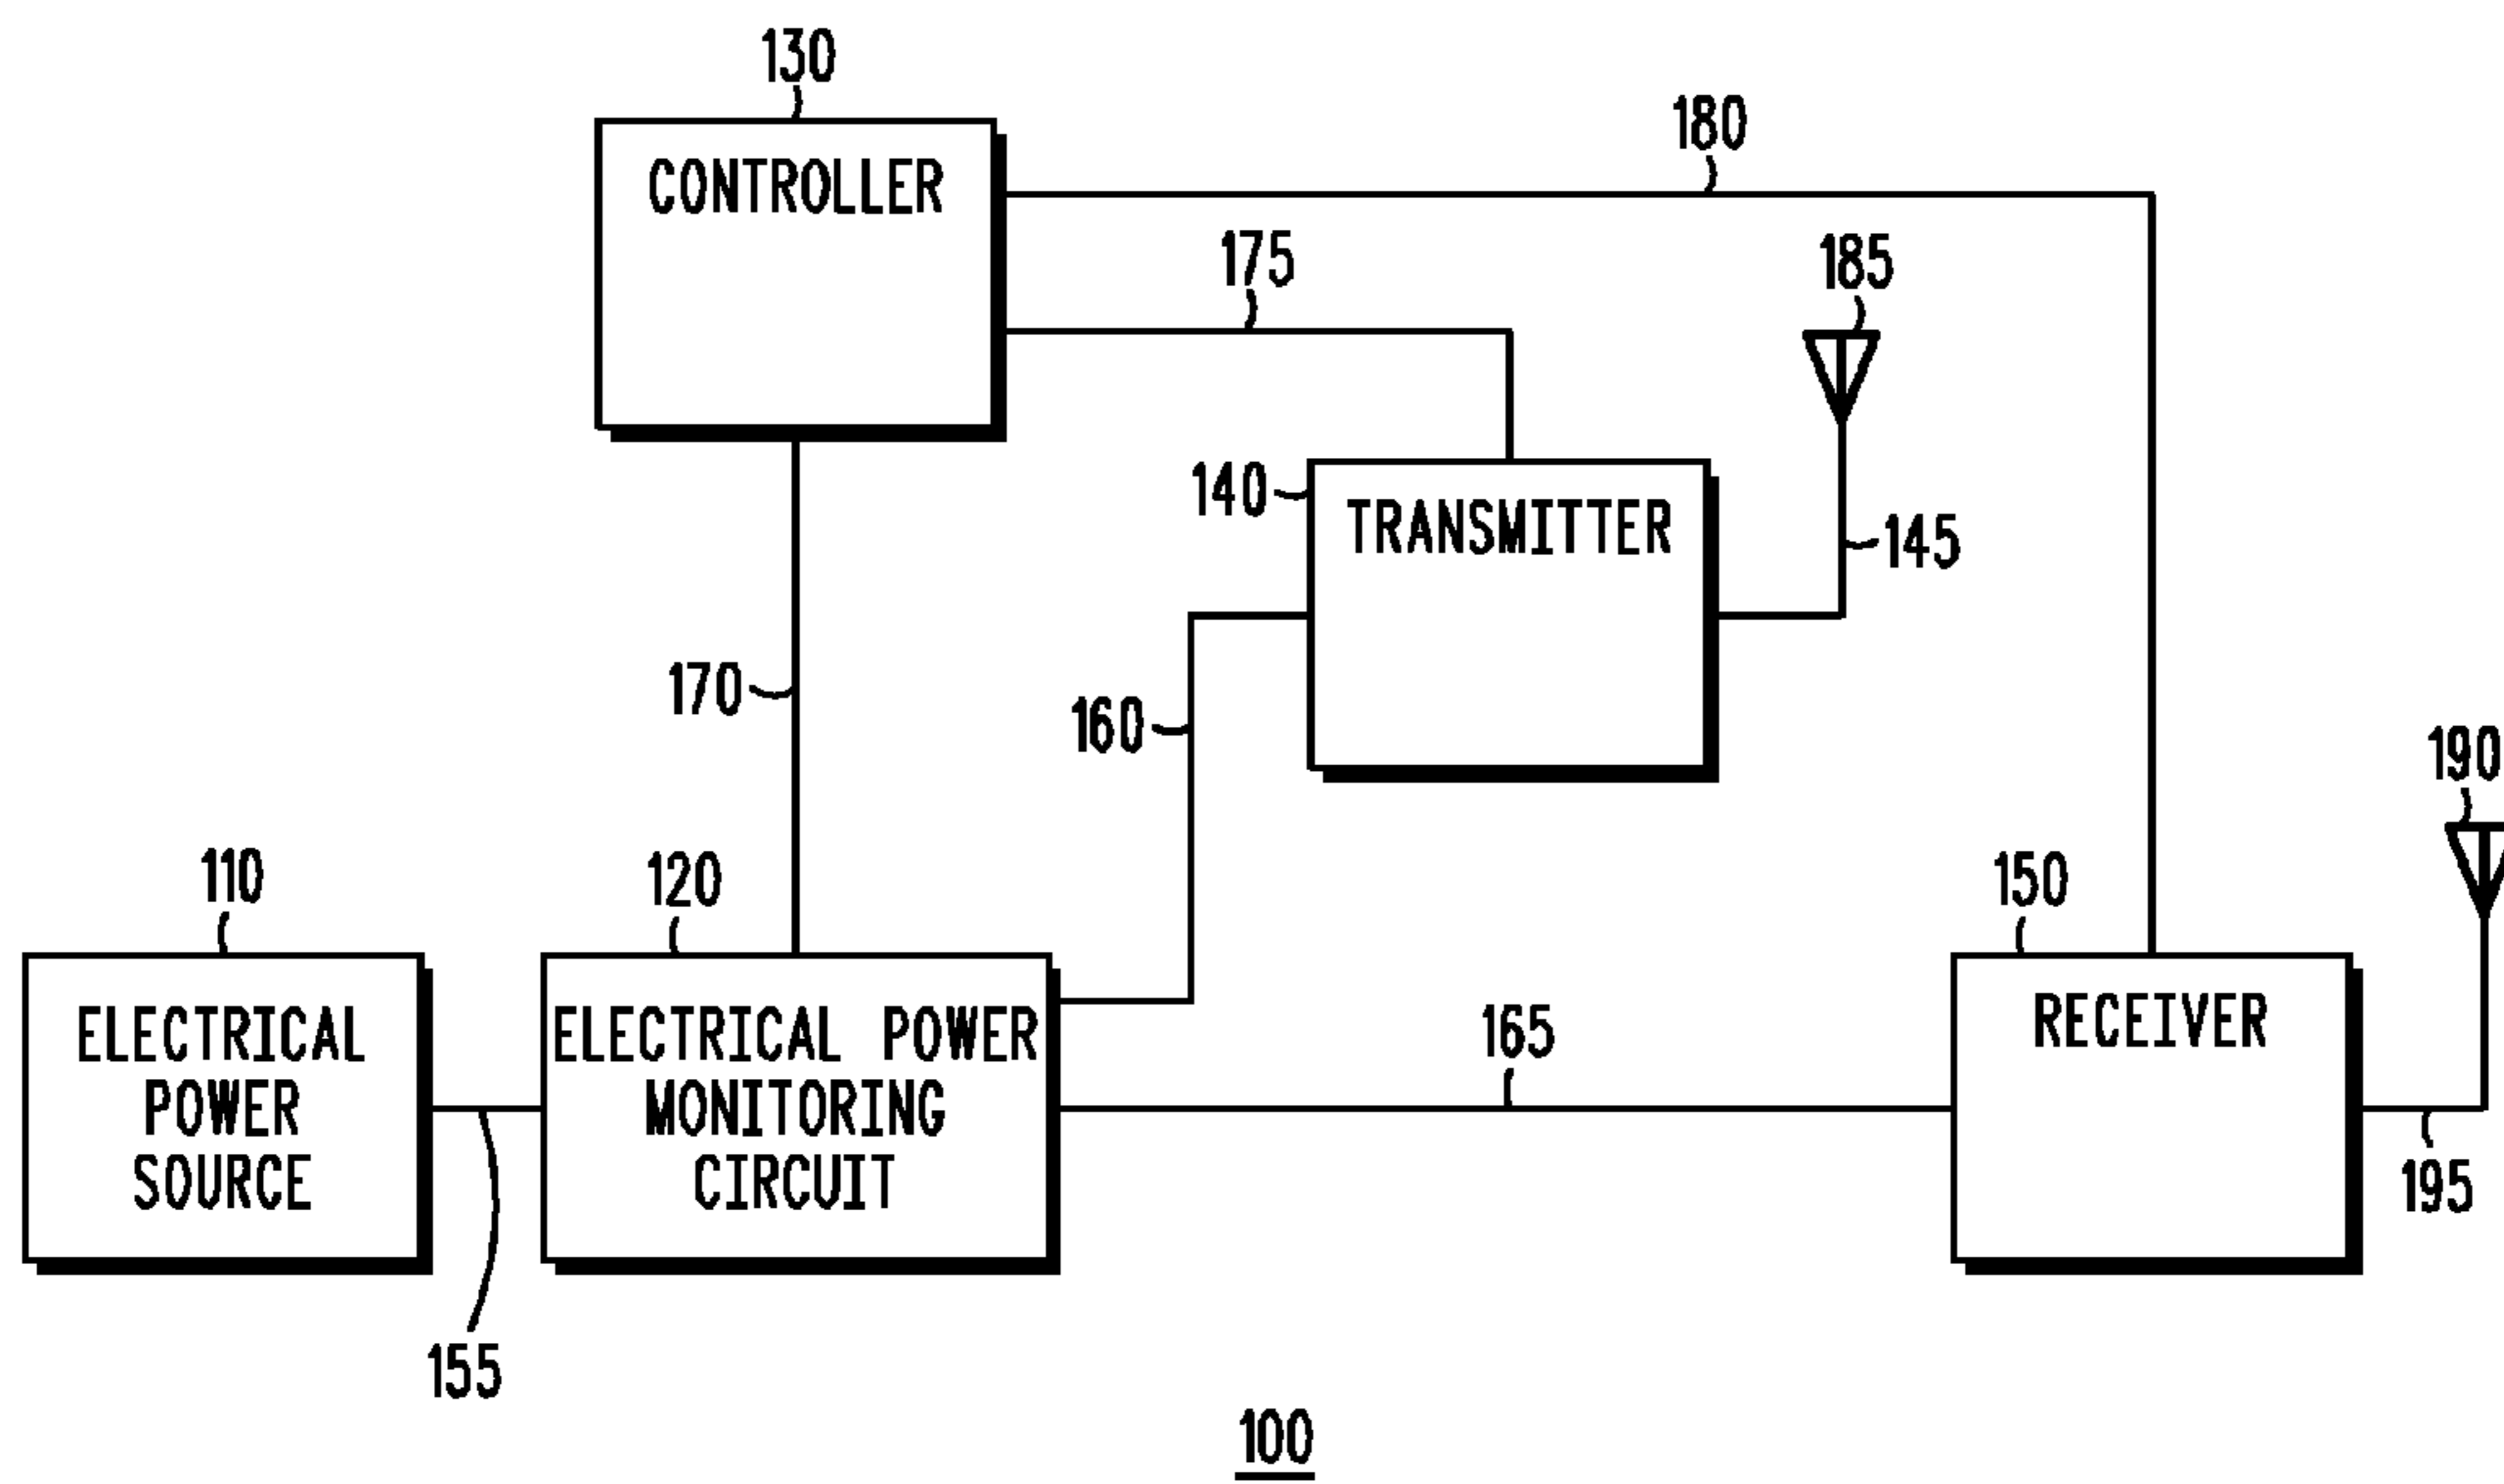 130
CONTROLLER
180
175
185
140
TRANSMITTER
145
170
160
190
110
120
150
ELECTRICAL
POWER
SOURCE
ELECTRICAL POWER
MONITORING
CIRCUIT
165
RECEIVER
195
155
100